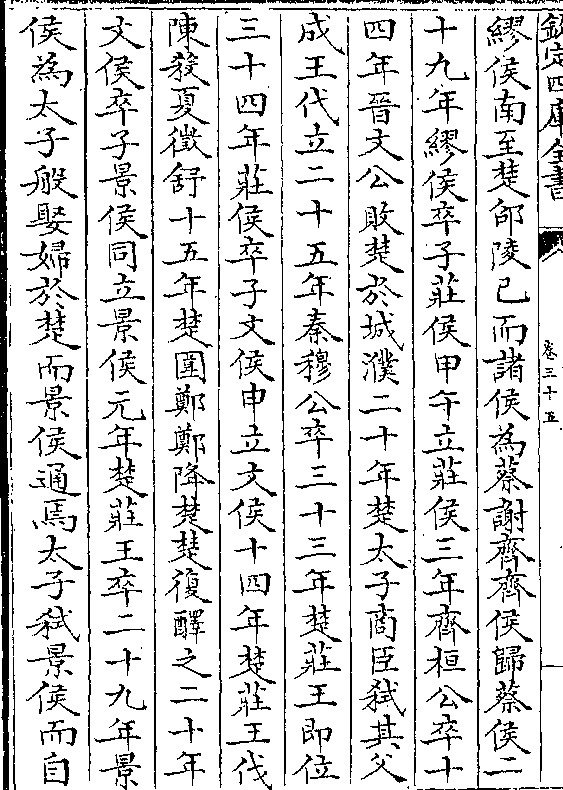 欽定四庫全書
卷三十五
繆侯南至楚邵陵已而諸侯為蔡謝齊齊侯歸蔡侯二
十九年繆侯卒子莊侯甲午立莊侯三年齊桓公卒十
四年晉文公敗楚於城濮二十年楚太子商臣弒其父
成王代立二十五年秦穆公卒三十三年楚莊王即位
三十四年莊侯卒子文侯申立文侯十四年楚莊王伐
陳殺夏徵舒十五年楚圍鄭鄭降楚楚復醳之二十年
文侯卒子景侯同立景侯元年楚莊王卒二十九年景
侯為太子般娶婦於楚而景侯通焉太子弒景侯而自